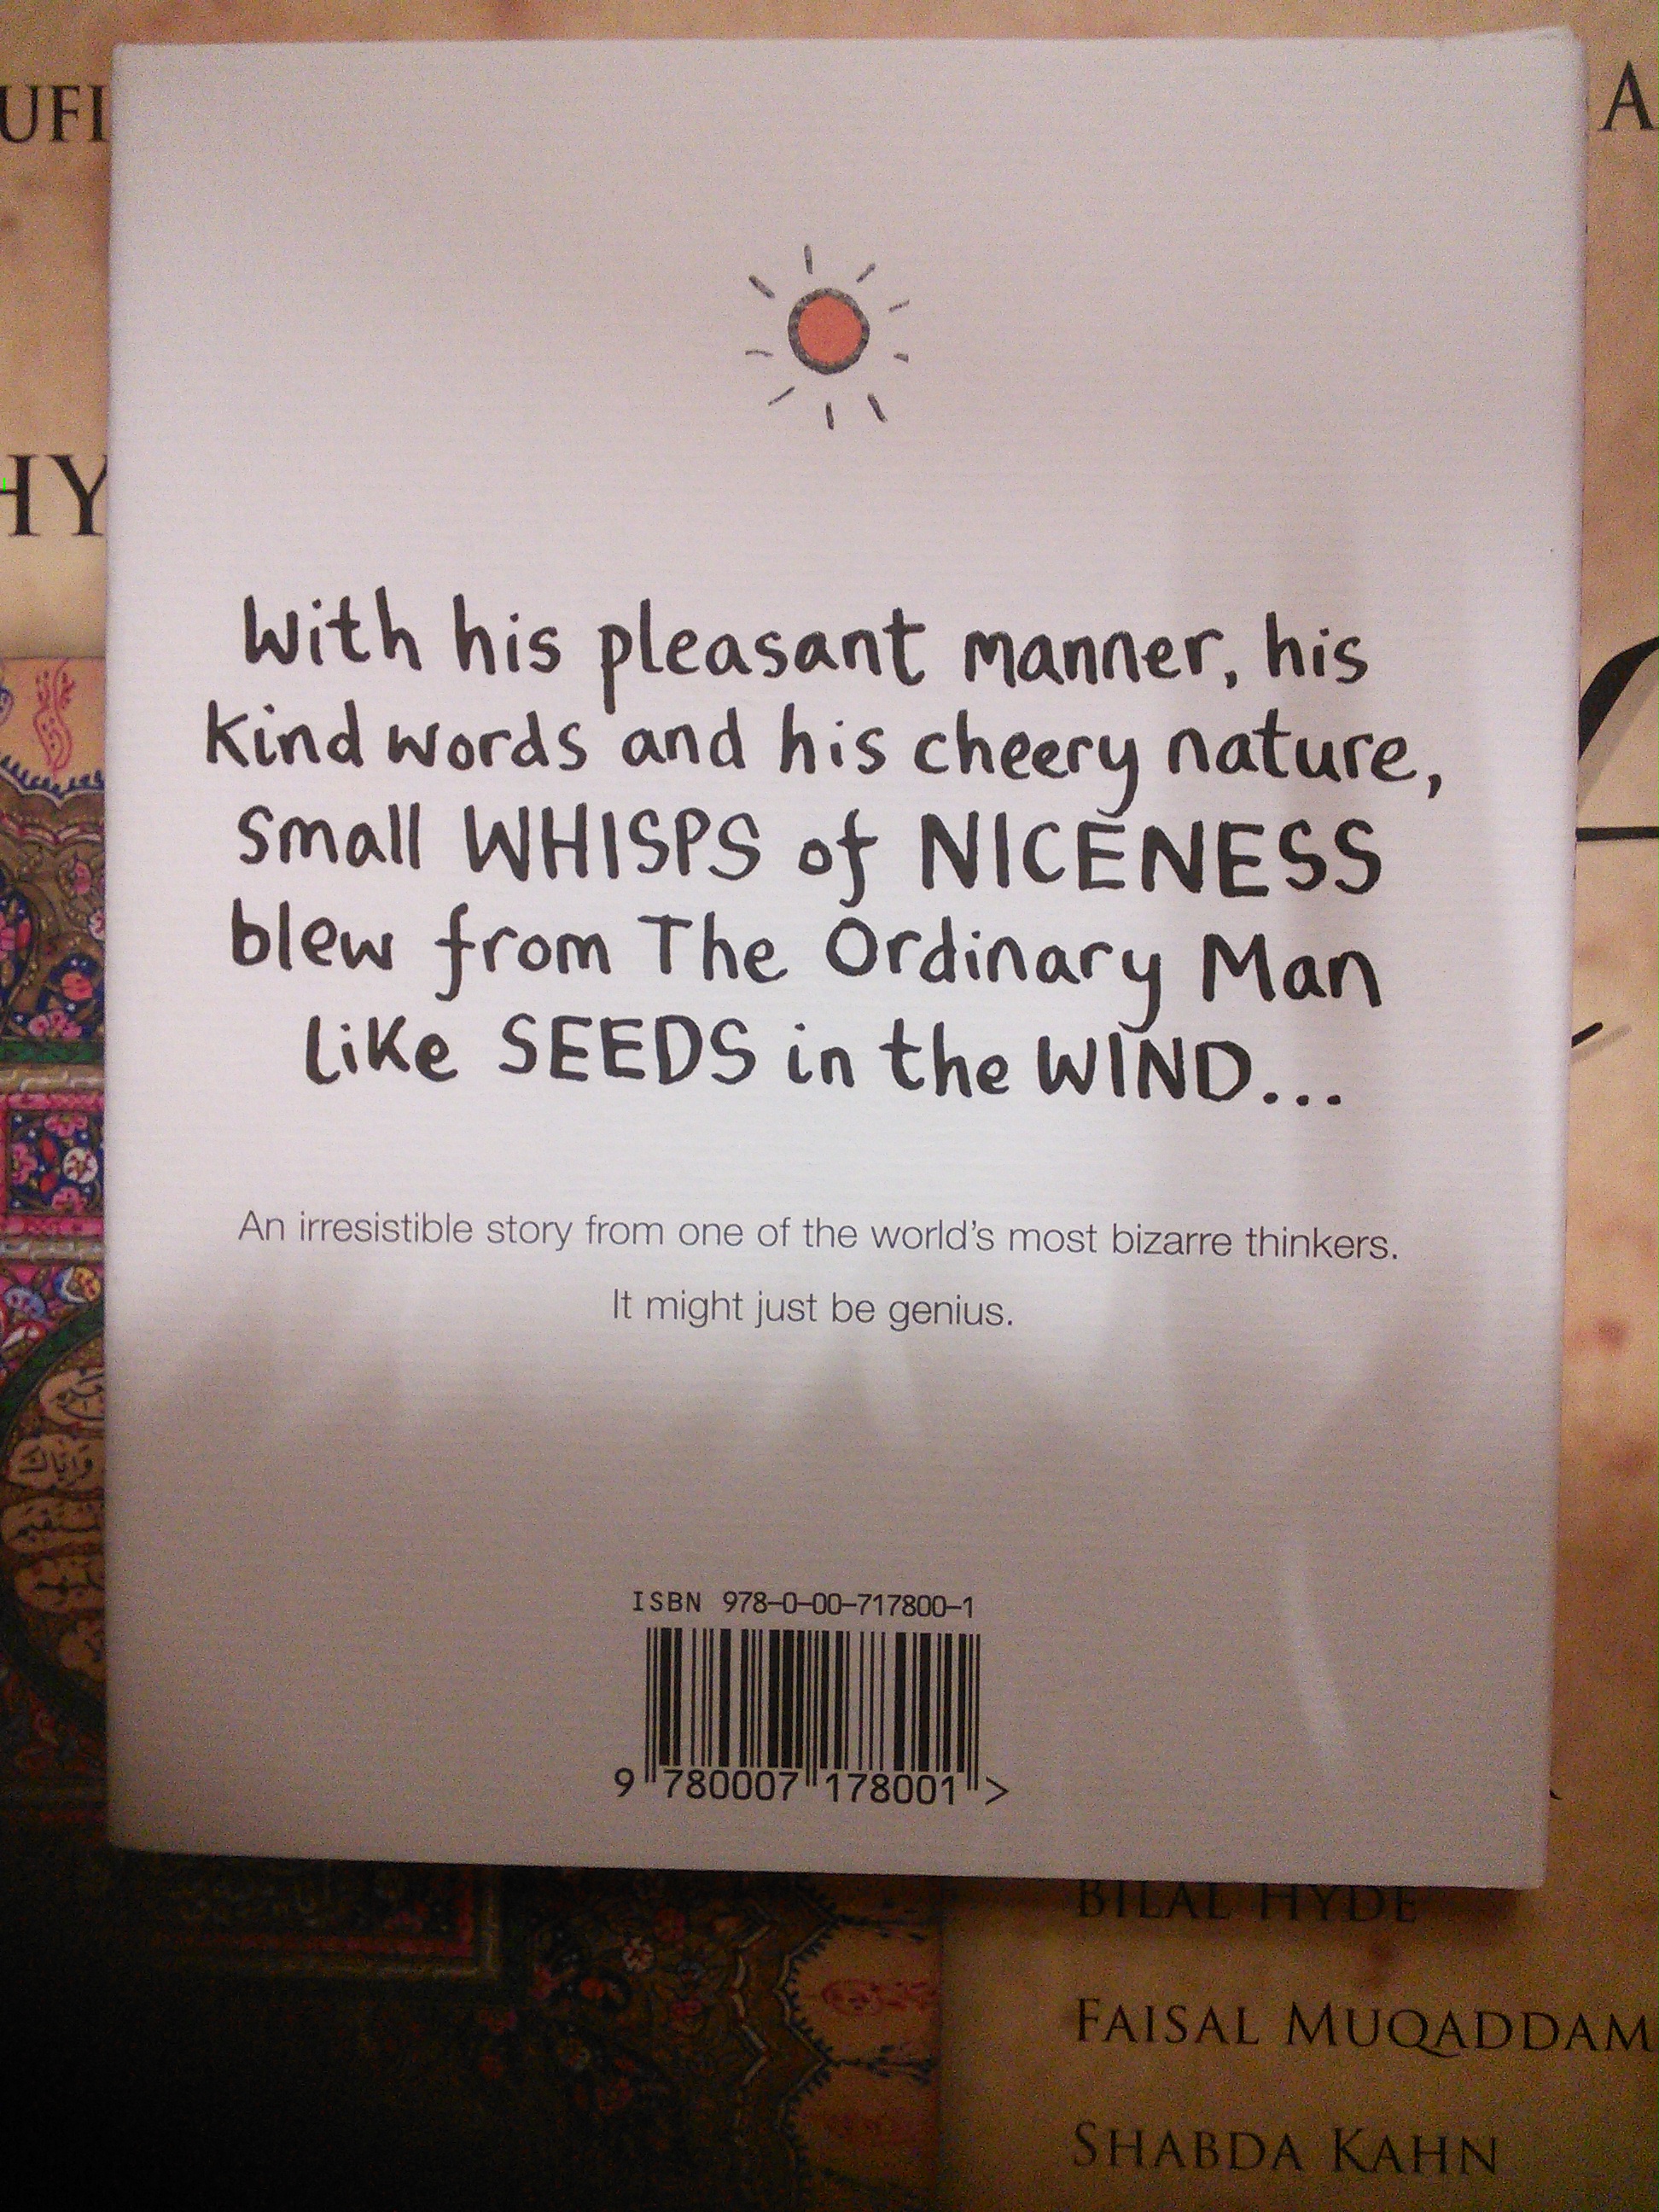 UFI
A
HY
With his pleasant manner, his
kind words and his cheery nature,
small WHISPS of NICENESS
blew from The Ordinary Man
like SEEDS in the WIND...
An irresistible story from one of the world's most bizarre thinkers.
It might just be genius.
ISBN 978-0-00-717800-1
9 780007 178001 >
BILAL HYDE
FAISAL MUQADDAM
SHABDA KAHN